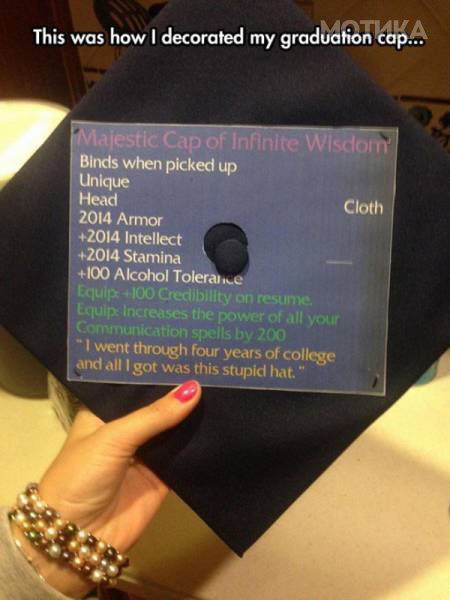 МОТИКА
This was how I decorated my graduation cap...
Majestic Cap of Infinite Wisdom
Binds when picked up
Unique
Head
Cloth
2014 Armor
+2014 Intellect
+2014 Stamina
+100 Alcohol Tolerance
Equip: +100 Credibility on resume.
Equip: Increases the power of all your
Communication spells by 200
"I went through four years of college
and all I got was this stupid hat."